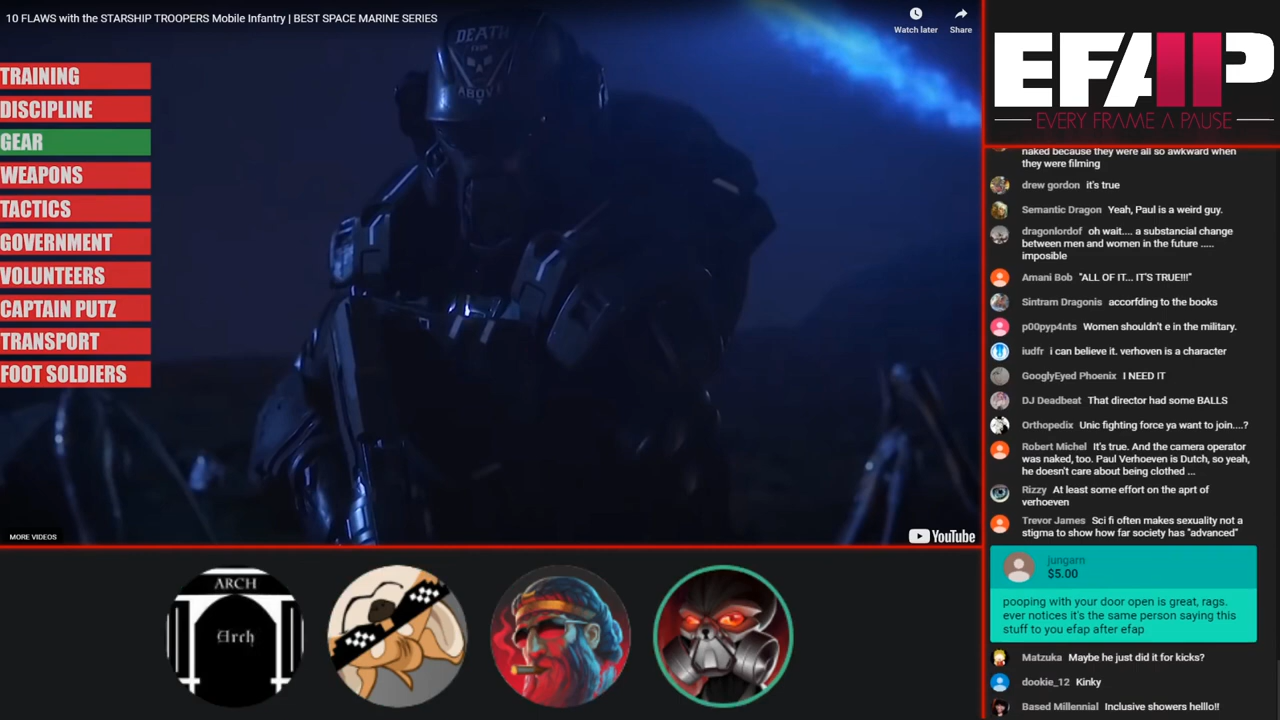 10 FLAWS with the STARSHIP TROOPERS Mobile Infantry | BEST SPACE MARINE SERIES
Watch later
Share
DEATH
FROM
ABOVE
TRAINING
DISCIPLINE
GEAR
WEAPONS
TACTICS
GOVERNMENT
VOLUNTEERS
CAPTAIN PUTZ
TRANSPORT
FOOT SOLDIERS
MORE VIDEOS
YouTube
ARCH
Arch
EFAP
EVERY FRAME A PAUSE
naked because they were all so awkward when
they were filming
drew gordon it's true
Semantic Dragon Yeah, Paul is a weird guy.
dragonlordof oh wait.... a substancial change
between men and women in the future .....
imposible
Amani Bob "ALL OF IT... IT'S TRUE!!!"
Sintram Dragonis accorfding to the books
p00pyp4nts Women shouldn't e in the military.
iudfr i can believe it. verhoven is a character
GooglyEyed Phoenix I NEED IT
DJ Deadbeat That director had some BALLS
Orthopedix Unic fighting force ya want to join....?
Robert Michel It's true. And the camera operator
was naked, too. Paul Verhoeven is Dutch, so yeah,
he doesn't care about being clothed ...
Rizzy At least some effort on the aprt of
verhoeven
Trevor James Sci fi often makes sexuality not a
stigma to show how far society has "advanced"
jungarn
$5.00
pooping with your door open is great, rags.
ever notices it's the same person saying this
stuff to you efap after efap
Matzuka Maybe he just did it for kicks?
dookie_12 Kinky
Based Millennial Inclusive showers helllo!!